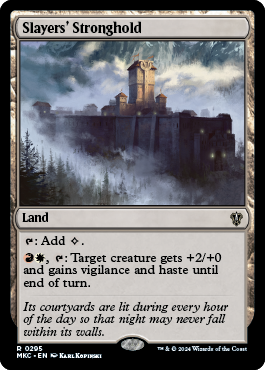 Slayers' Stronghold
Land
: Add .
, : Target creature gets +2/+0
and gains vigilance and haste until
end of turn.
Its courtyards are lit during every hour
of the day so that night may never fall
within its walls.
R 0295
MKC • EN Karl Kopinski
™ & © 2024 Wizards of the Coast